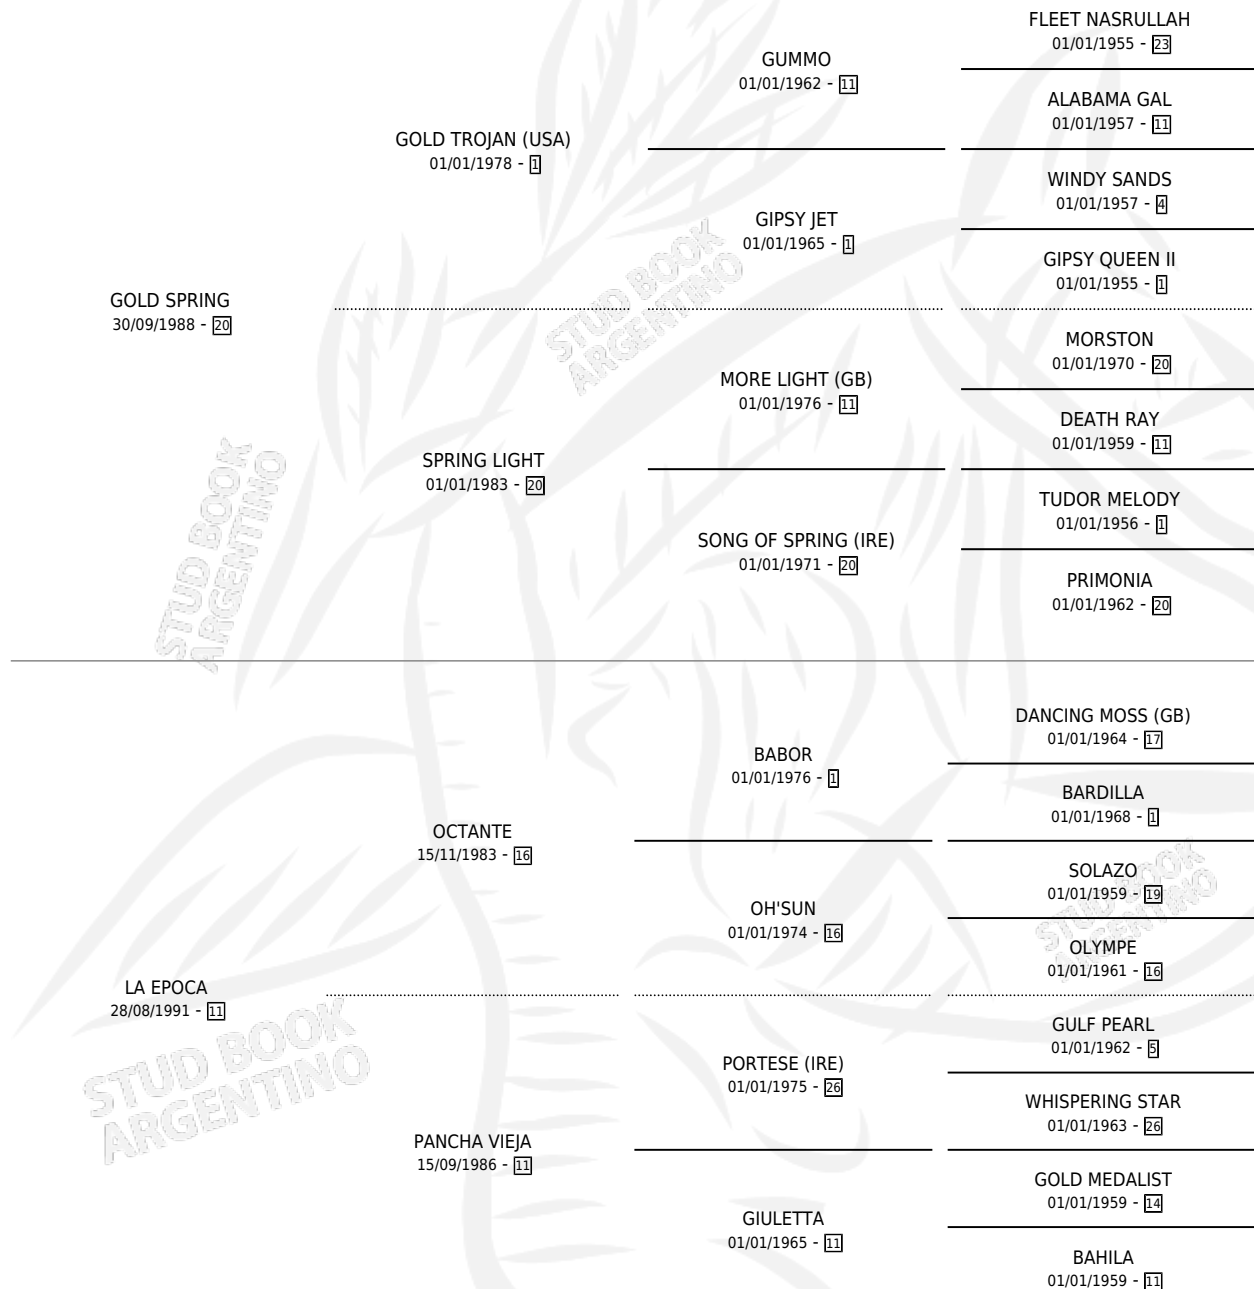 FLEET NASRULLAH
01/01/1955 - 23
GUMMO
01/01/1962 - 11
ALABAMA GAL
01/01/1957 - 11
GOLD TROJAN (USA)
01/01/1978 - 1
WINDY SANDS
01/01/1957 - 4
GIPSY JET
01/01/1965 - 1
GIPSY QUEEN II
01/01/1955 - 1
GOLD SPRING
30/09/1988 - 20
MORSTON
01/01/1970 - 20
MORE LIGHT (GB)
01/01/1976 - 11
DEATH RAY
01/01/1959 - 11
SPRING LIGHT
01/01/1983 - 20
TUDOR MELODY
01/01/1956 - 1
SONG OF SPRING (IRE)
01/01/1971 - 20
PRIMONIA
01/01/1962 - 20
STUD BOOK
ARGENTINO
STUD BOOK
ARGENTINO
DANCING MOSS (GB)
01/01/1964 - 17
BABOR
01/01/1976 - 1
BARDILLA
01/01/1968 - 1
OCTANTE
15/11/1983 - 16
SOLAZO
01/01/1959 - 19
OH'SUN
01/01/1974 - 16
OLYMPE
01/01/1961 - 16
STUD BOOK
ARGENTINO
LA EPOCA
28/08/1991 - 11
GULF PEARL
01/01/1962 - 5
PORTESE (IRE)
01/01/1975 - 26
WHISPERING STAR
01/01/1963 - 26
PANCHA VIEJA
15/09/1986 - 11
GOLD MEDALIST
01/01/1959 - 14
GIULETTA
01/01/1965 - 11
BAHILA
01/01/1959 - 11
STUD BOOK
ARGENTINO